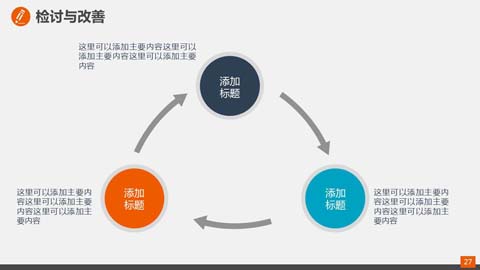 检讨与改善
这里可以添加主要内容这里可以
添加主要内容这里可以添加主要
内容
添加
标题
添加
标题
添加
标题
这里可以添加主要内
容这里可以添加主要
内容这里可以添加主
要内容
这里可以添加主要内
容这里可以添加主要
内容这里可以添加主
要内容
27